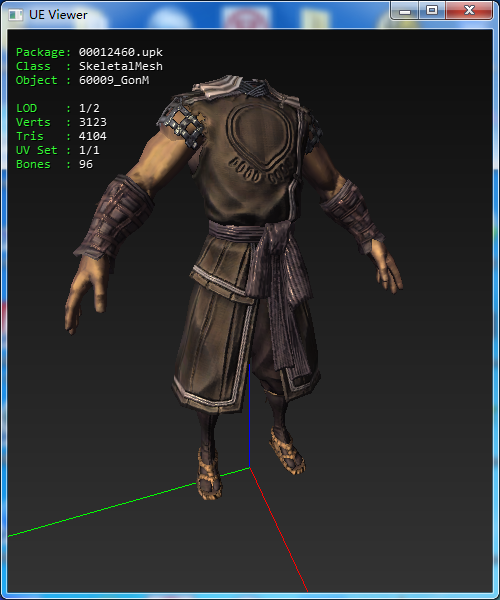 UE Viewer
Package: 00012460.upk
Class : SkeletalMesh
Object : 60009_GonM
LOD : 1/2
Verts : 3123
Tris : 4104
UV Set : 1/1
Bones : 96